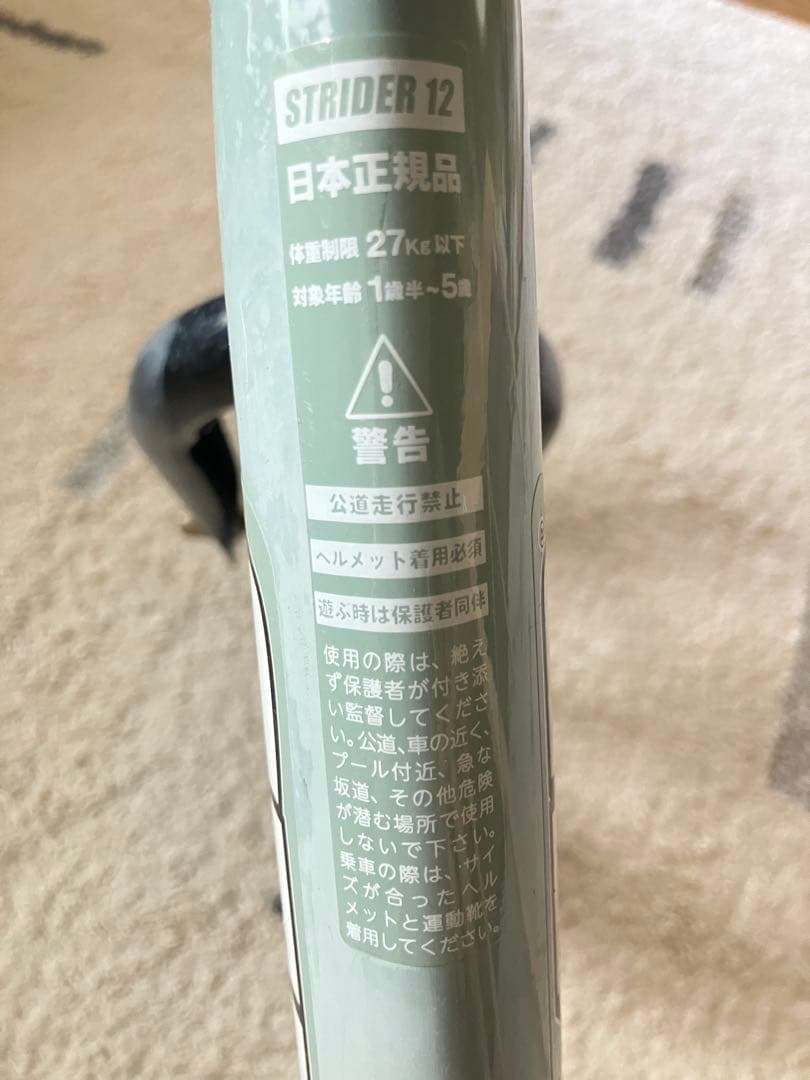 STRIDER 12
日本正規品
体重制限 27Kg以下
対象年齢 1歳半~5歳
警告
公道走行禁止
ヘルメット着用必須
遊ぶ時は保護者同伴
使用の際は、絶え
ず保護者が付き添
い監督してくださ
い。公道、車の近く、
プール付近、急な
坂道、その他危険
が潜む場所で使用
しないで下さい。
乗車の際は、サイ
ズが合ったヘル
メットと運動靴を
着用してください。